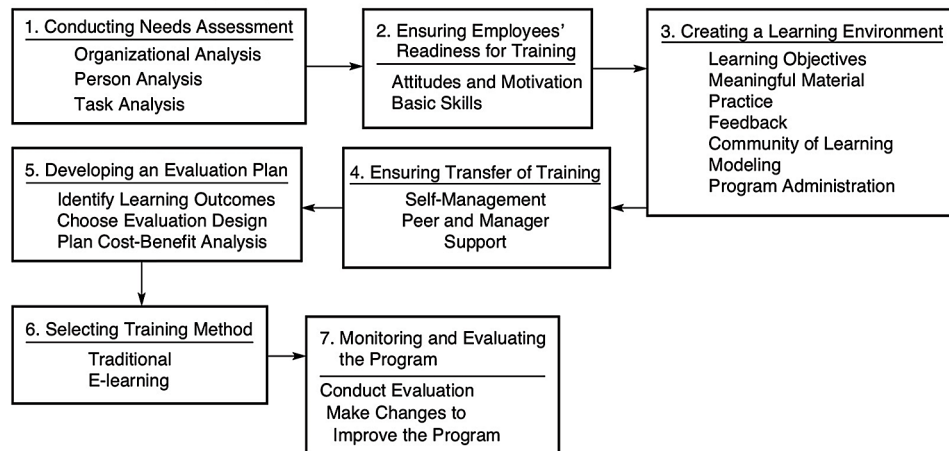 1. Conducting Needs Assessment
Organizational Analysis
Person Analysis
Task Analysis
2. Ensuring Employees'
Readiness for Training
Attitudes and Motivation
Basic Skills
3. Creating a Learning Environment
Learning Objectives
Meaningful Material
Practice
Feedback
Community of Learning
Modeling
Program Administration
4. Ensuring Transfer of Training
Self-Management
Peer and Manager
Support
5. Developing an Evaluation Plan
Identify Learning Outcomes
Choose Evaluation Design
Plan Cost-Benefit Analysis
6. Selecting Training Method
Traditional
E-learning
7. Monitoring and Evaluating
the Program
Conduct Evaluation
Make Changes to
Improve the Program